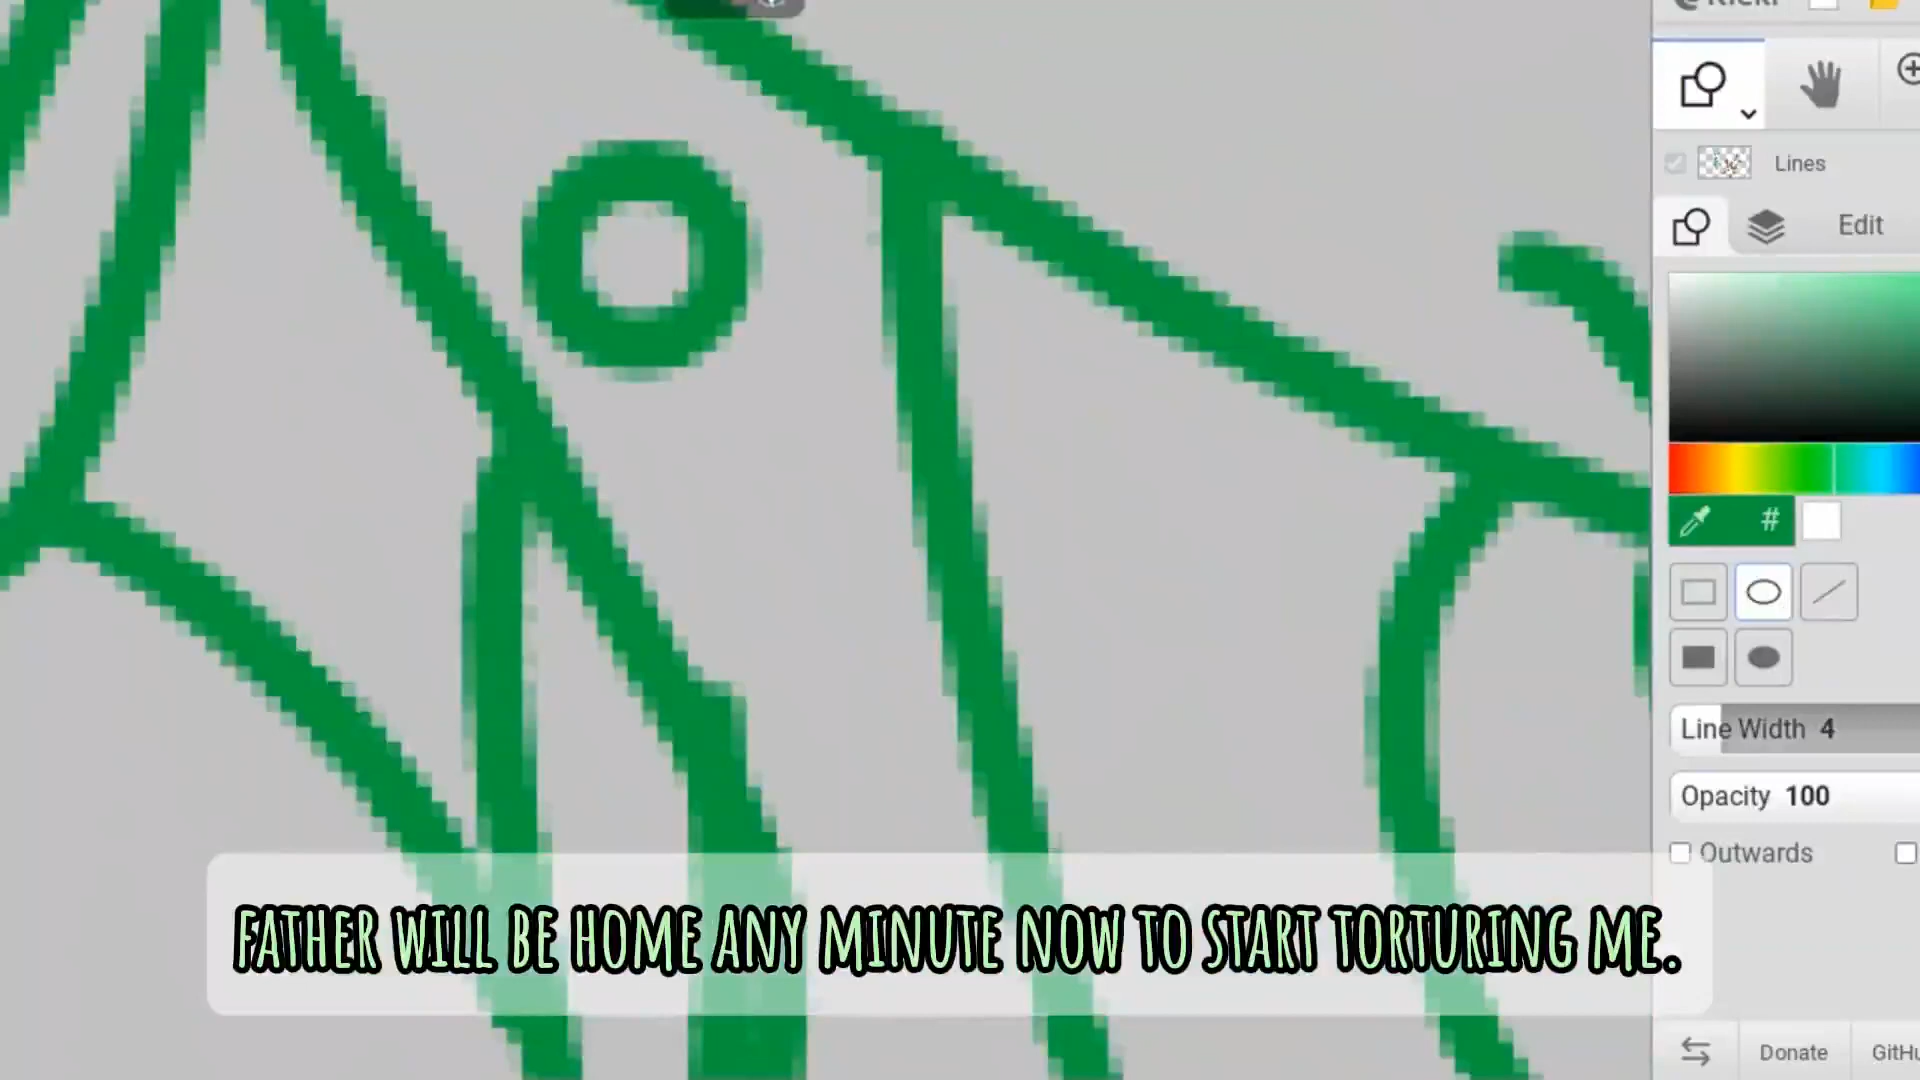 Lines
Edit
#
Line Width 4
Opacity 100
Outwards
FATHER WILL BE HOME ANY MINUTE NOW TO START TORTURING ME.
Donate